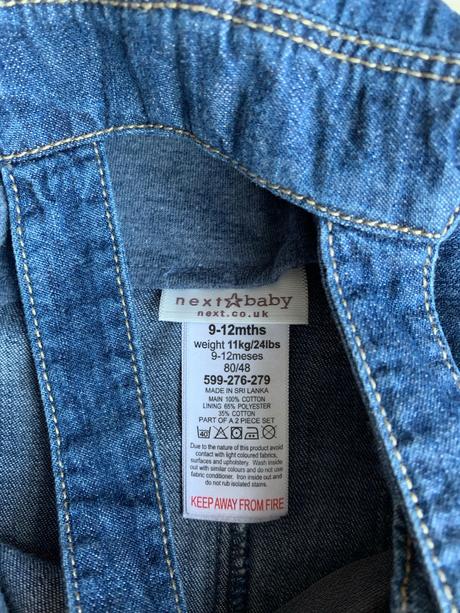 next baby
next.co.uk
9-12mths
weight 11kg/24lbs
9-12meses
80/48
599-276-279
MADE IN SRI LANKA
MAIN 100% COTTON
LINING 65% POLYESTER
35% COTTON
PART OF A 2 PIECE SET
40
Due to the nature of this product avoid
contact with light coloured fabrics,
surfaces and upholstery. Wash inside
out with similar colours and do not use
fabric conditioner. Iron inside out and
do not rub isolated stains.
KEEP AWAY FROM FIRE